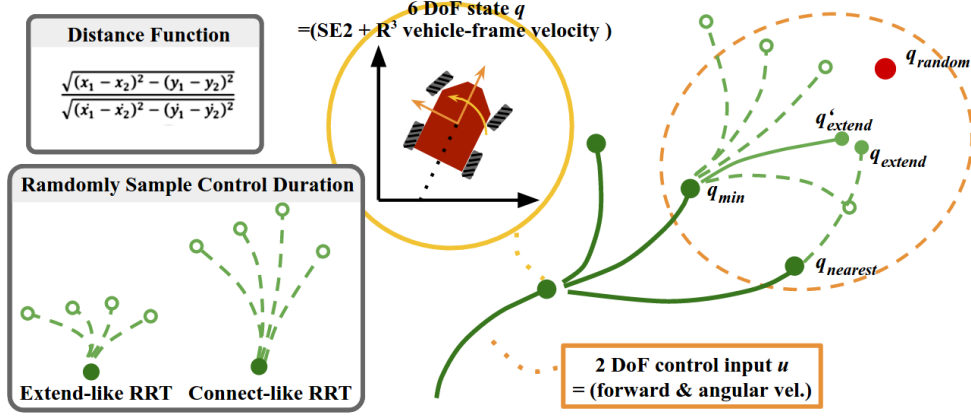 Distance Function
√(x₁ − x₂)² − (y₁ − y₂)²
√(ẋ₁ − ẋ₂)² − (ẏ₁ − ẏ₂)²
Ramdomly Sample Control Duration
Extend-like RRT
Connect-like RRT
6 DoF state q
=(SE2 + R³ vehicle-frame velocity )
q_random
q‘_extend
q_extend
q_min
q_nearest
2 DoF control input u
= (forward & angular vel.)